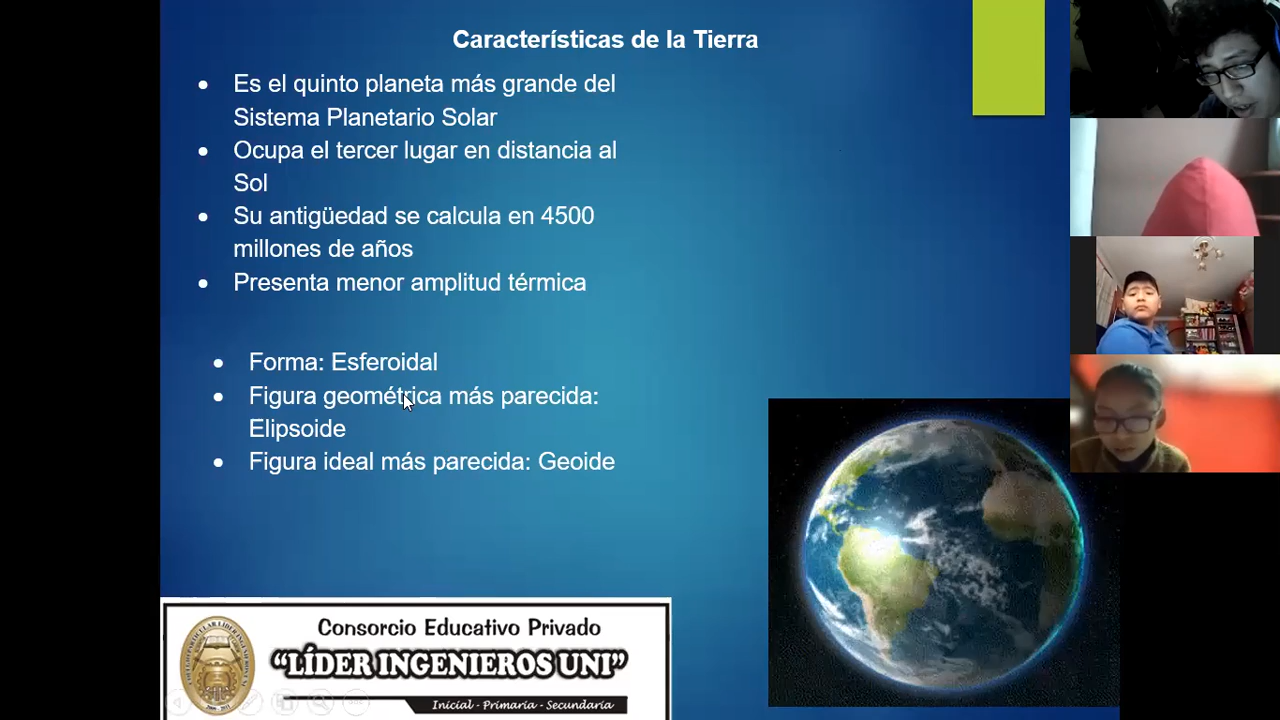 Características de la Tierra
Es el quinto planeta más grande del
Sistema Planetario Solar
Ocupa el tercer lugar en distancia al
Sol
Su antigüedad se calcula en 4500
millones de años
Presenta menor amplitud térmica
Forma: Esferoidal
Figura geométrica más parecida:
Elipsoide
Figura ideal más parecida: Geoide
Consorcio Educativo Privado
“LÍDER INGENIEROS UNI”
Inicial - Primaria - Secundaria